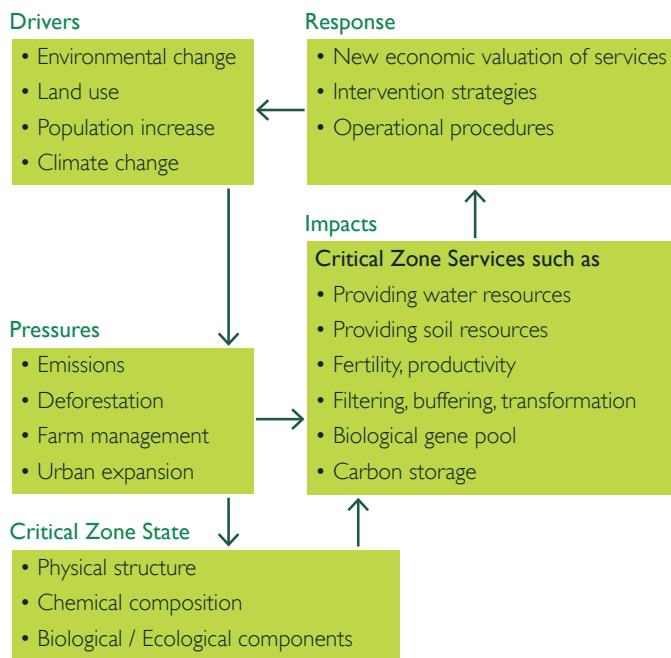 Drivers
• Environmental change
• Land use
• Population increase
• Climate change
Response
• New economic valuation of services
• Intervention strategies
• Operational procedures
Impacts
Critical Zone Services such as
• Providing water resources
• Providing soil resources
• Fertility, productivity
• Filtering, buffering, transformation
• Biological gene pool
• Carbon storage
Pressures
• Emissions
• Deforestation
• Farm management
• Urban expansion
Critical Zone State
• Physical structure
• Chemical composition
• Biological / Ecological components